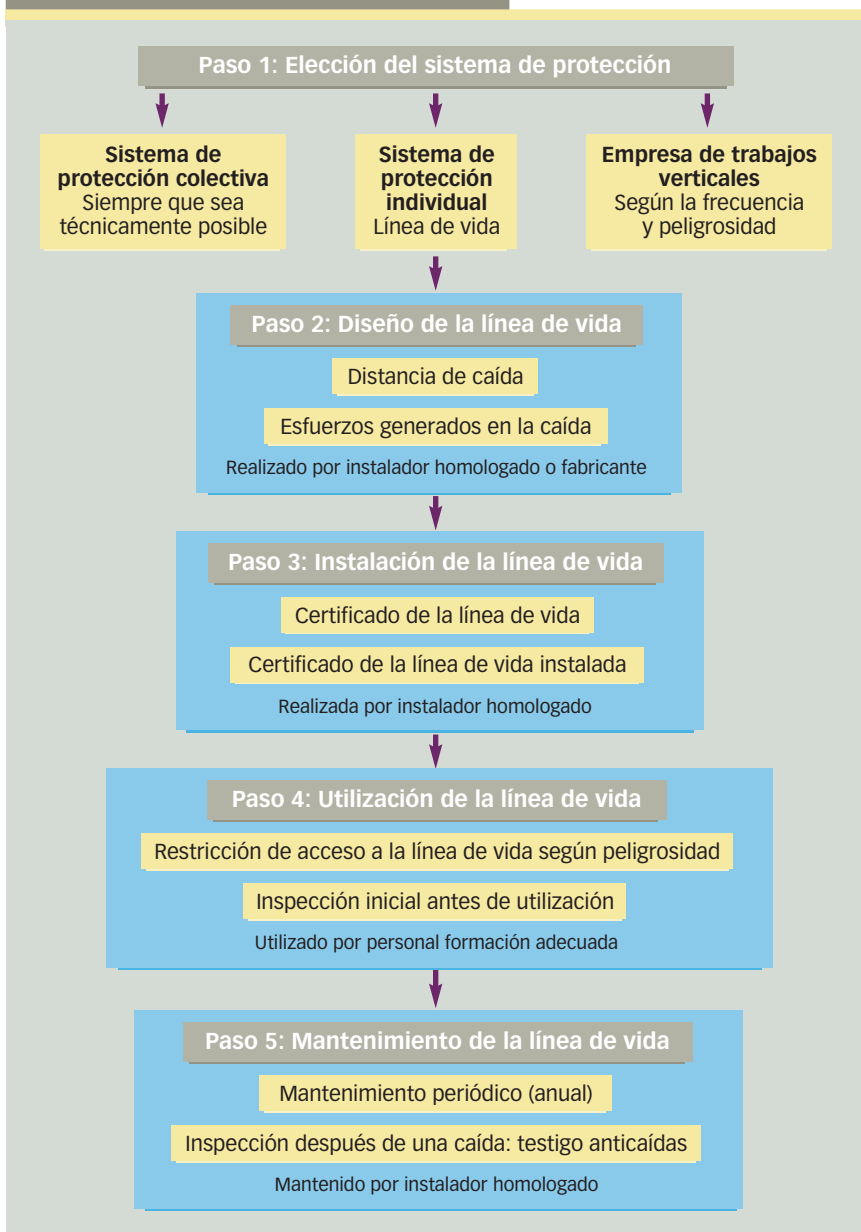 Paso 1: Elección del sistema de protección
Sistema de
protección colectiva
Siempre que sea
técnicamente posible
Sistema de
protección
individual
Línea de vida
Empresa de trabajos
verticales
Según la frecuencia
y peligrosidad
Paso 2: Diseño de la línea de vida
Distancia de caída
Esfuerzos generados en la caída
Realizado por instalador homologado o fabricante
Paso 3: Instalación de la línea de vida
Certificado de la línea de vida
Certificado de la línea de vida instalada
Realizada por instalador homologado
Paso 4: Utilización de la línea de vida
Restricción de acceso a la línea de vida según peligrosidad
Inspección inicial antes de utilización
Utilizado por personal formación adecuada
Paso 5: Mantenimiento de la línea de vida
Mantenimiento periódico (anual)
Inspección después de una caída: testigo anticaídas
Mantenido por instalador homologado